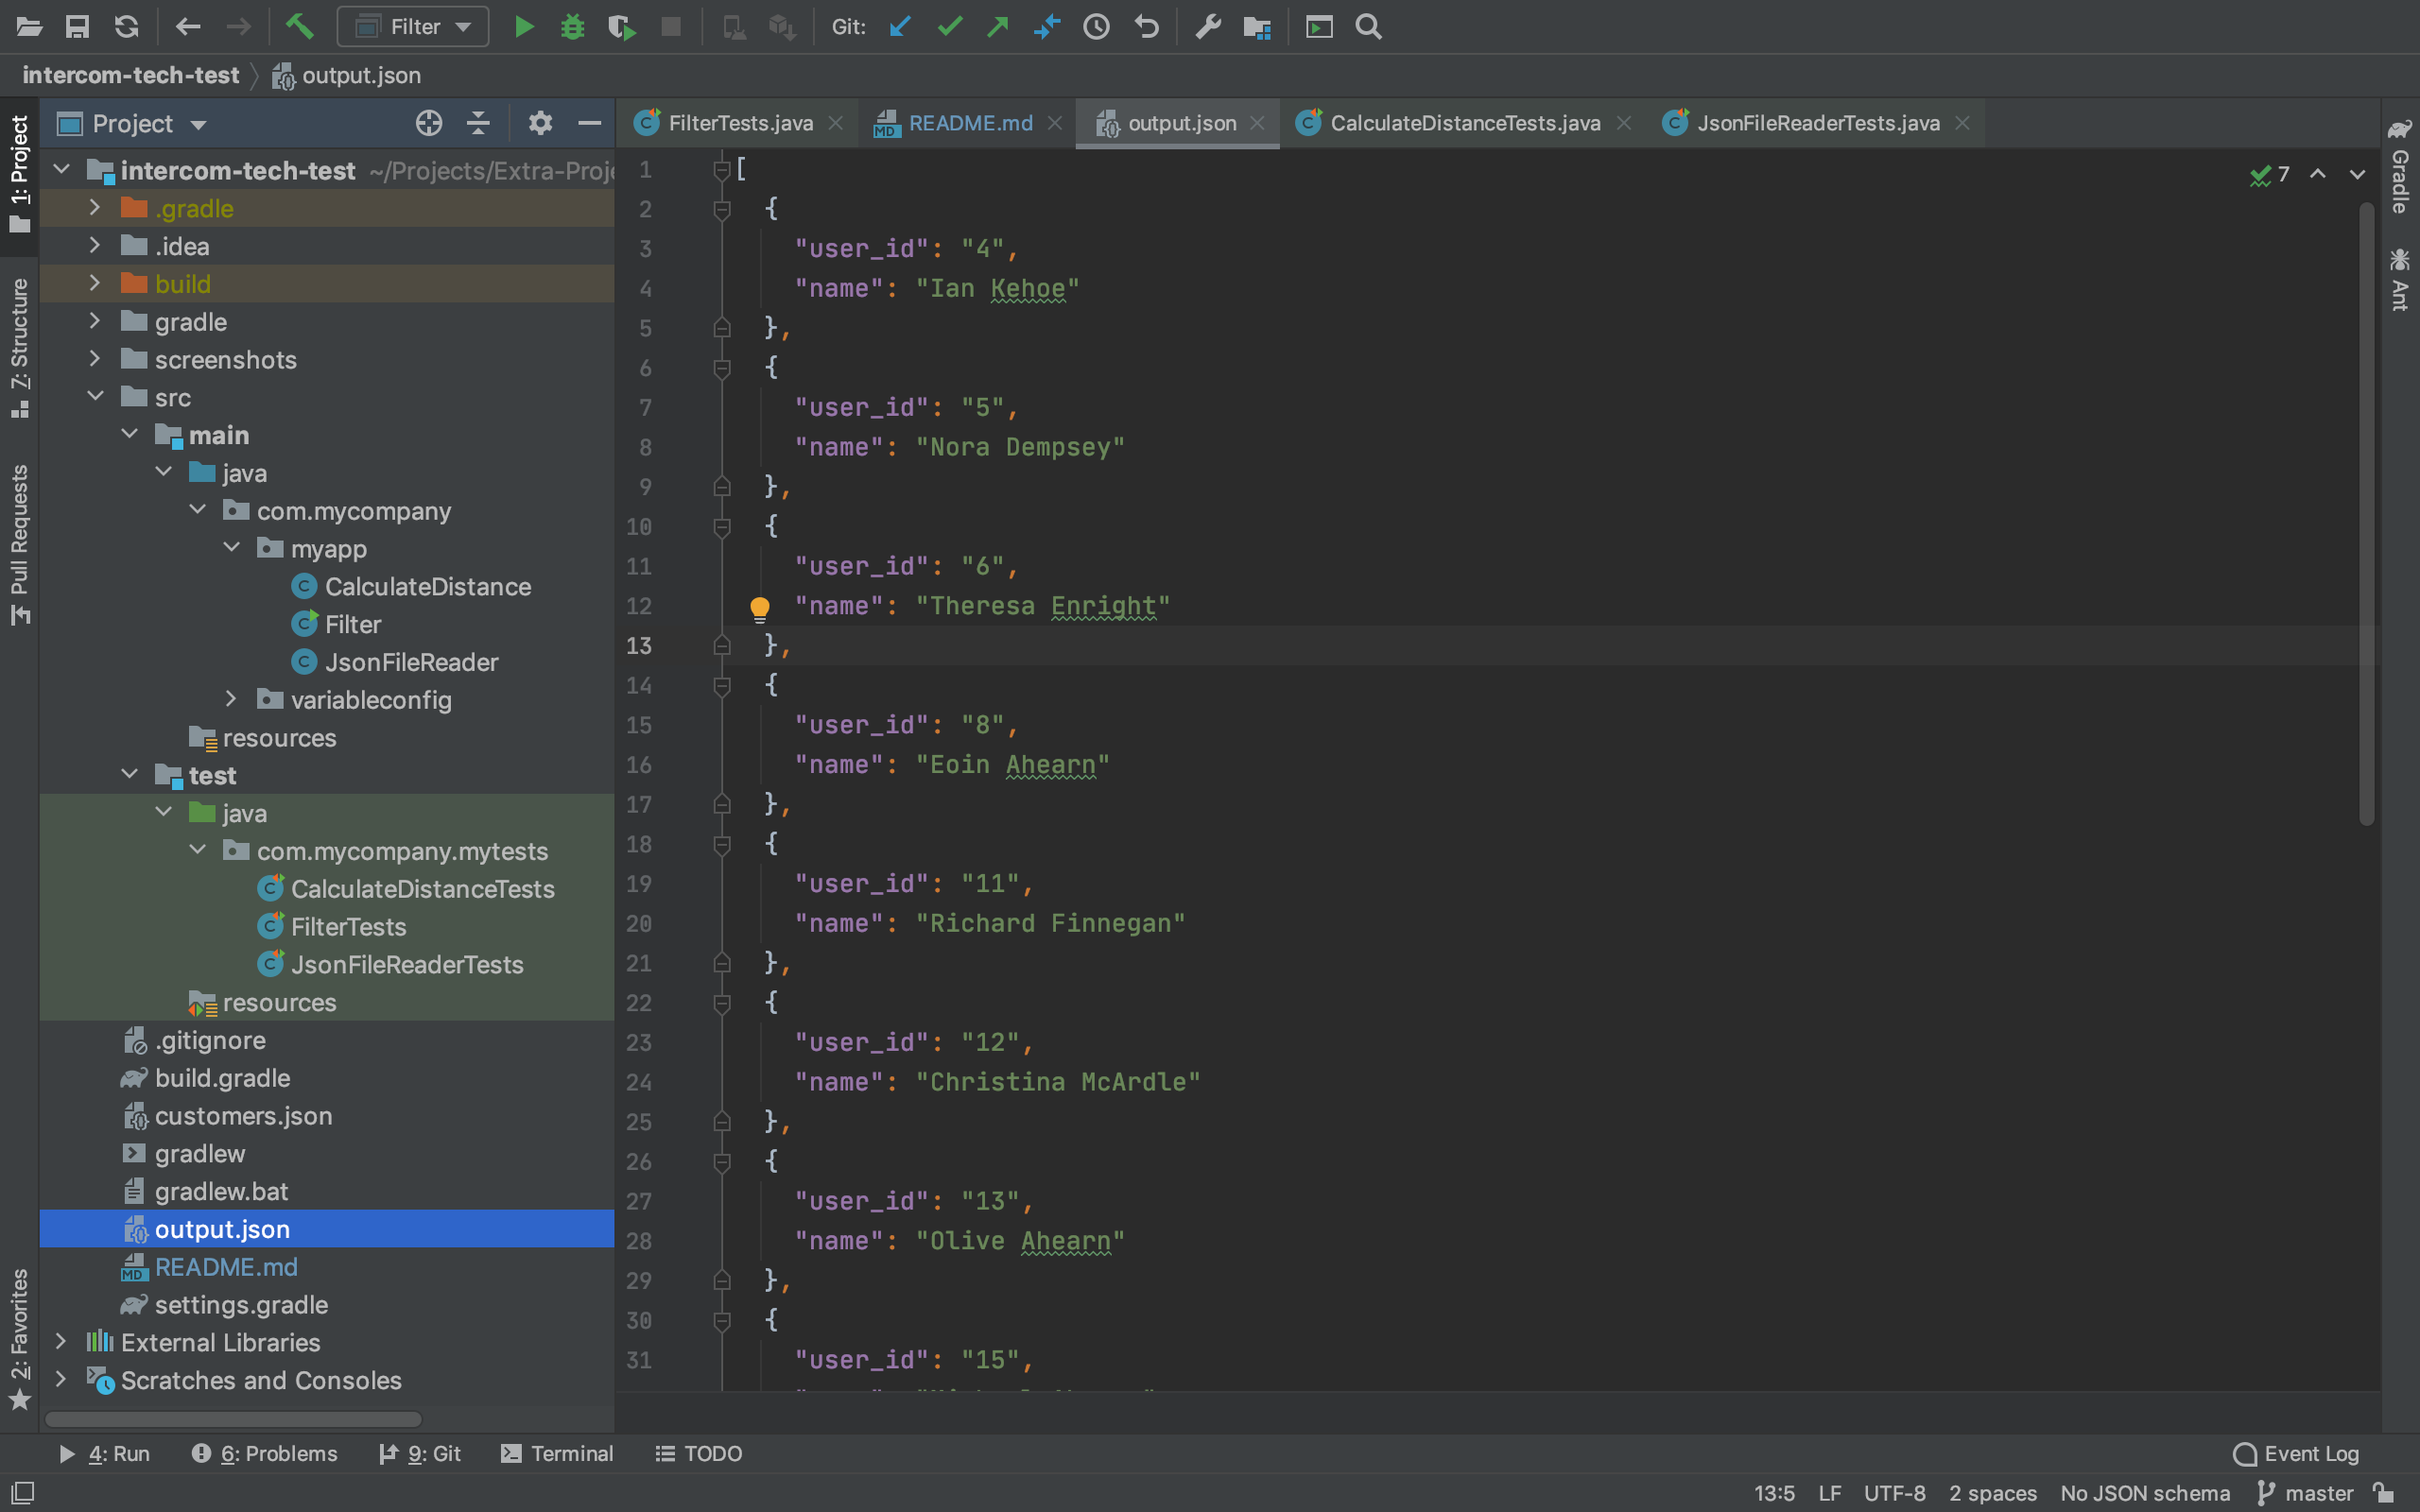 Filter
Git:
intercom-tech-test
output.json
1: Project
Z: Structure
Pull Requests
2: Favorites
Project
intercom-tech-test ~/Projects/Extra-Proje
.gradle
.idea
build
gradle
screenshots
src
main
java
com.mycompany
myapp
CalculateDistance
Filter
JsonFileReader
variableconfig
resources
test
java
com.mycompany.mytests
CalculateDistanceTests
FilterTests
JsonFileReaderTests
resources
.gitignore
build.gradle
customers.json
gradlew
gradlew.bat
output.json
README.md
settings.gradle
External Libraries
Scratches and Consoles
FilterTests.java
README.md
output.json
CalculateDistanceTests.java
JsonFileReaderTests.java
7
1 [
2 {
3 "user_id": "4",
4 "name": "Ian Kehoe"
5 },
6 {
7 "user_id": "5",
8 "name": "Nora Dempsey"
9 },
10 {
11 "user_id": "6",
12 "name": "Theresa Enright"
13 },
14 {
15 "user_id": "8",
16 "name": "Eoin Ahearn"
17 },
18 {
19 "user_id": "11",
20 "name": "Richard Finnegan"
21 },
22 {
23 "user_id": "12",
24 "name": "Christina McArdle"
25 },
26 {
27 "user_id": "13",
28 "name": "Olive Ahearn"
29 },
30 {
31 "user_id": "15",
Gradle
Ant
4: Run
6: Problems
9: Git
Terminal
TODO
Event Log
13:5
LF
UTF-8
2 spaces
No JSON schema
master